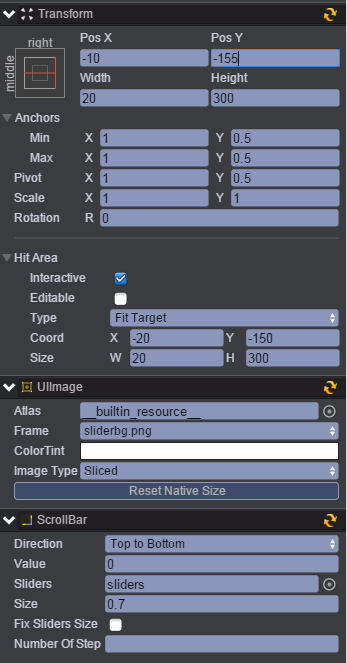 Transform
right
middle
Pos X Pos Y
-10 -155
Width Height
20 300
Anchors
Min X 1 Y 0.5
Max X 1 Y 0.5
Pivot X 1 Y 0.5
Scale X 1 Y 1
Rotation R 0
Hit Area
Interactive
Editable
Type Fit Target
Coord X -20 Y -150
Size W 20 H 300
UIImage
Atlas __builtin_resource__
Frame sliderbg.png
ColorTint
Image Type Sliced
Reset Native Size
ScrollBar
Direction Top to Bottom
Value 0
Sliders sliders
Size 0.7
Fix Sliders Size
Number Of Step